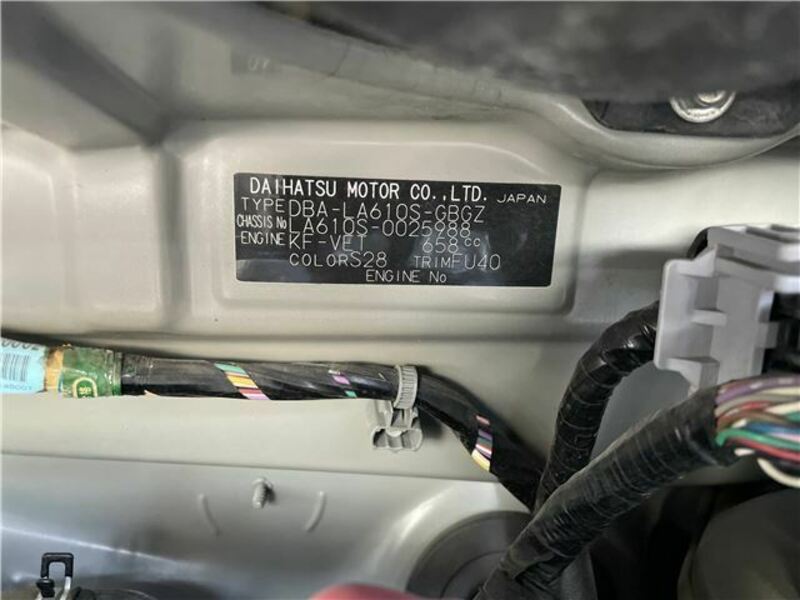 DAIHATSU MOTOR CO.,LTD. JAPAN
TYPE DBA-LA610S-GBGZ
CHASSIS No LA610S-0025988
ENGINE KF-VET 658cc
COLOR S28 TRIM FU40
ENGINE No